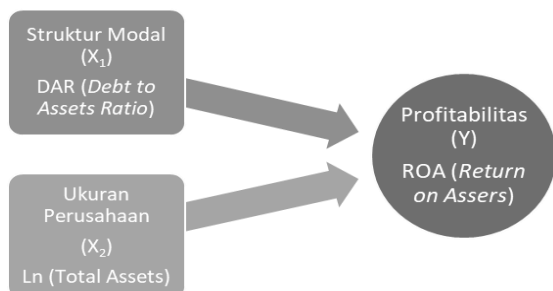 Struktur Modal
(X₁)
DAR (Debt to
Assets Ratio)
Ukuran
Perusahaan
(X₂)
Ln (Total Assets)
Profitabilitas
(Y)
ROA (Return
on Assers)